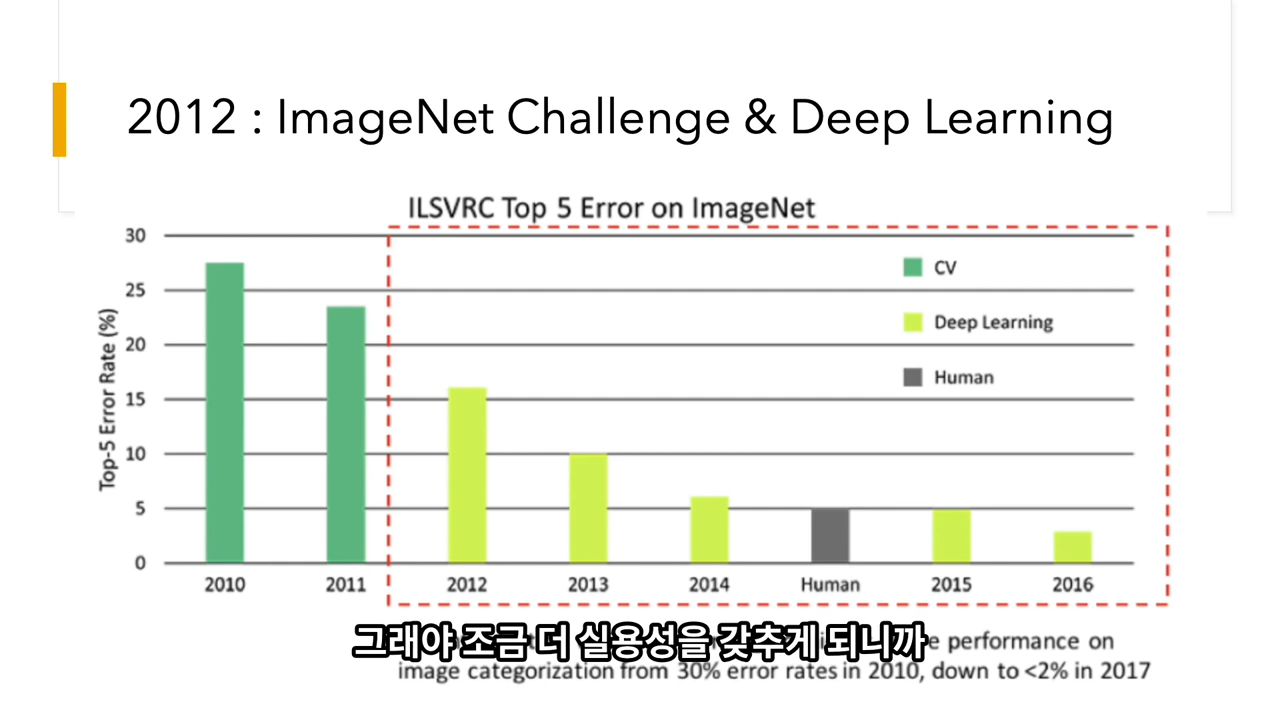 2012 : ImageNet Challenge & Deep Learning
ILSVRC Top 5 Error on ImageNet
Top-5 Error Rate (%)
30
25
20
15
10
5
0
CV
Deep Learning
Human
2010 2011 2012 2013 2014 Human 2015 2016
그래야 조금 더 실용성을 갖추게 되니까
performance on
image categorization from 30% error rates in 2010, down to <2% in 2017